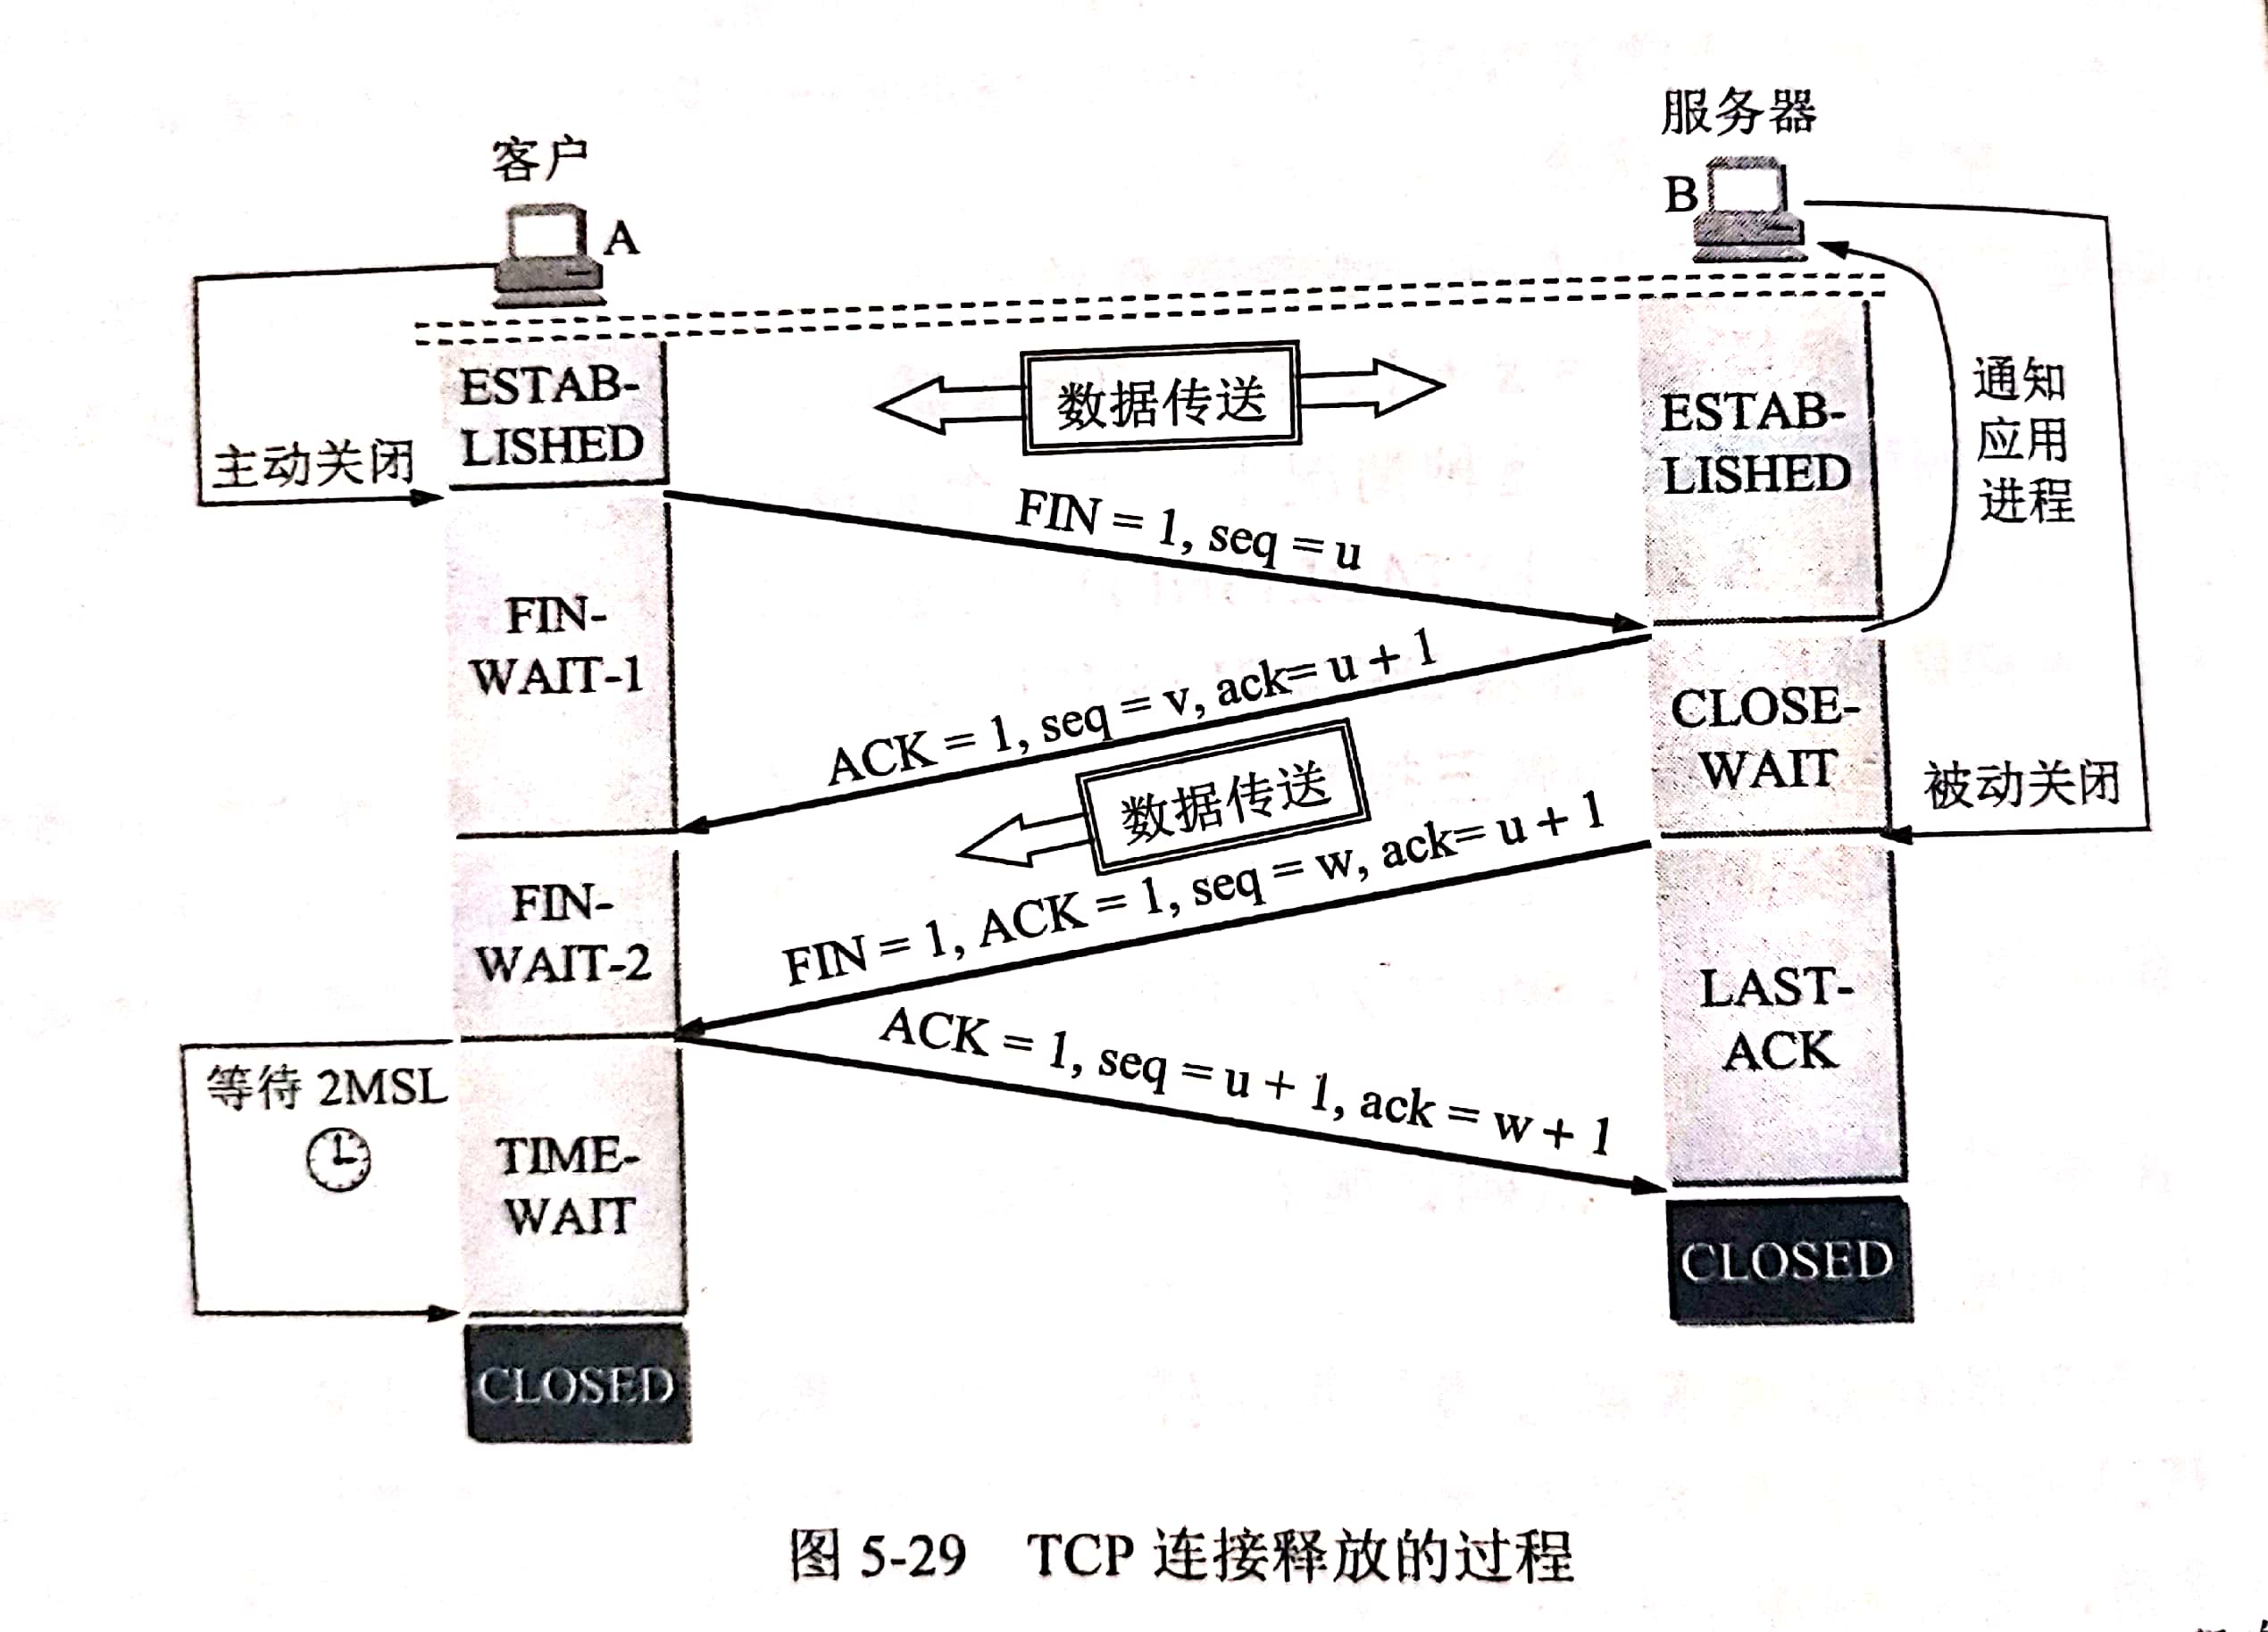 服务器
客户
B
A
ESTAB-
LISHED
数据传送
ESTAB-
LISHED
通知
应用
进程
主动关闭
FIN = 1, seq = u
FIN-
WAIT-1
ACK = 1, seq = v, ack= u + 1
CLOSE-
WAIT
被动关闭
数据传送
FIN-
WAIT-2
FIN = 1, ACK = 1, seq = w, ack= u + 1
LAST-
ACK
ACK = 1, seq = u + 1, ack = w + 1
等待 2MSL
TIME-
WAIT
CLOSED
CLOSED
图 5-29 TCP 连接释放的过程